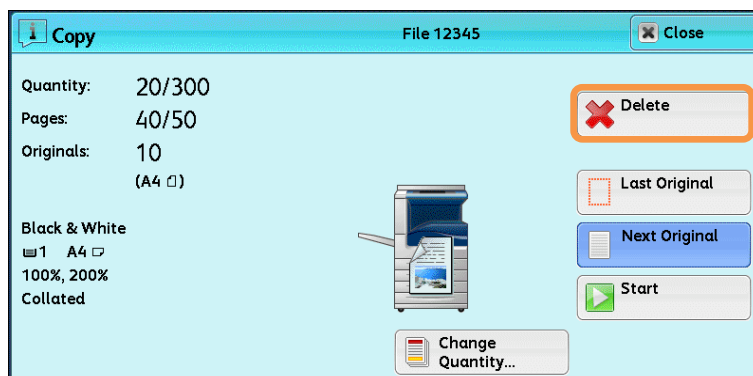 Copy
File 12345
Close
Quantity: 20/300
Pages: 40/50
Originals: 10
(A4)
Black & White
1 A4
100%, 200%
Collated
Delete
Last Original
Next Original
Start
Change
Quantity...